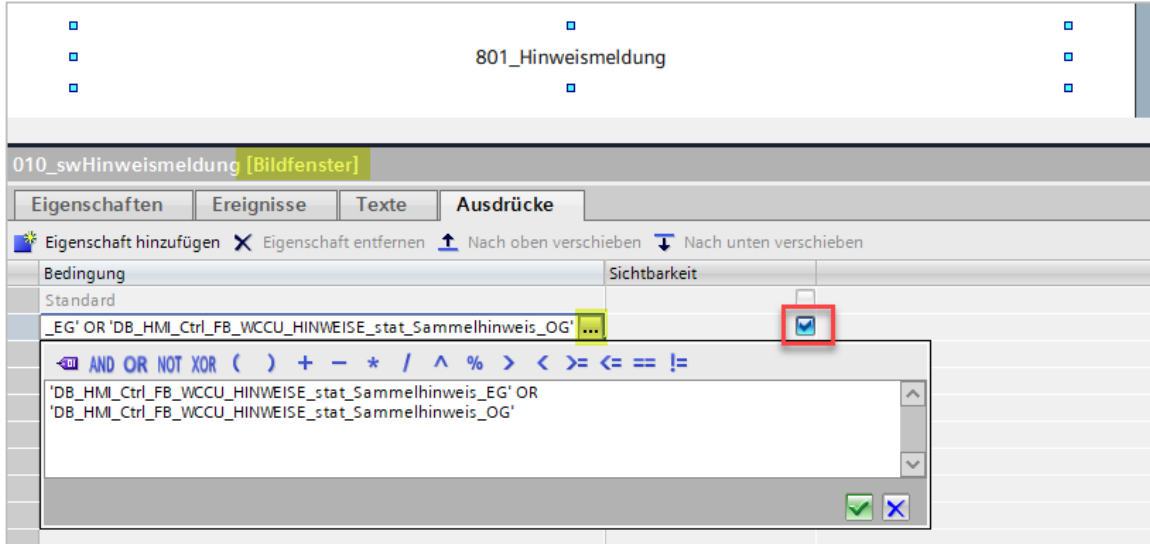 801_Hinweismeldung
010_swHinweismeldung [Bildfenster]
Eigenschaften Ereignisse Texte Ausdrücke
Eigenschaft hinzufügen Eigenschaft entfernen Nach oben verschieben Nach unten verschieben
Bedingung Sichtbarkeit
Standard
_EG' OR 'DB_HMI_Ctrl_FB_WCCU_HINWEISE_stat_Sammelhinweis_OG' ...
AND OR NOT XOR ( ) + − * / ^ % > < >= <= == !=
'DB_HMI_Ctrl_FB_WCCU_HINWEISE_stat_Sammelhinweis_EG' OR
'DB_HMI_Ctrl_FB_WCCU_HINWEISE_stat_Sammelhinweis_OG'